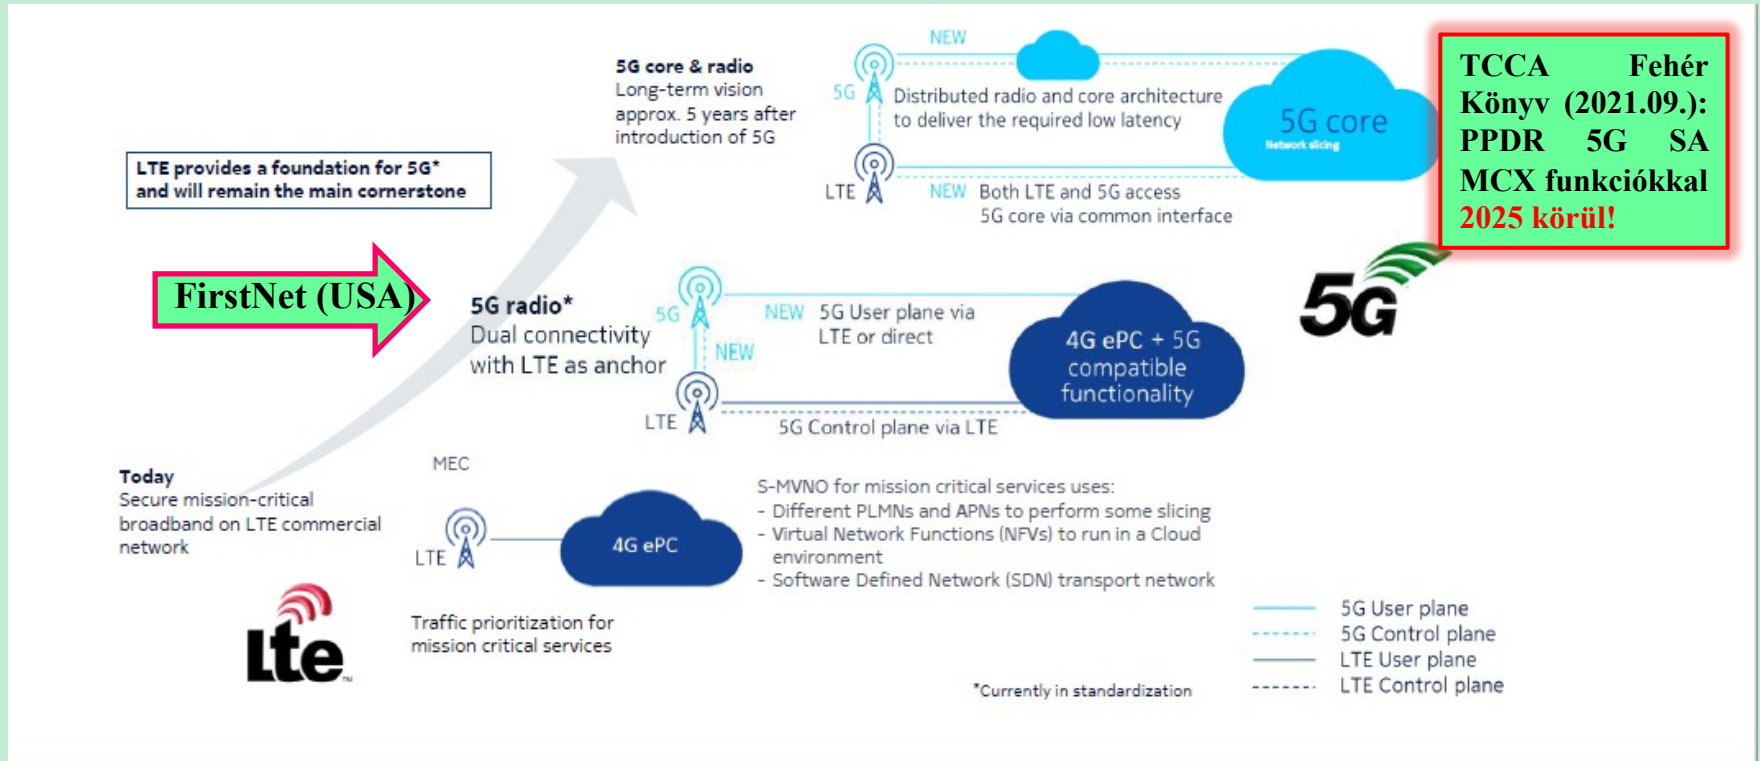 5G core & radio
Long-term vision
approx. 5 years after
introduction of 5G
NEW
5G
Distributed radio and core architecture
to deliver the required low latency
5G core
Network slicing
LTE
NEW Both LTE and 5G access
5G core via common interface
TCCA Fehér
Könyv (2021.09.):
PPDR 5G SA
MCX funkciókkal
2025 körül!
LTE provides a foundation for 5G*
and will remain the main cornerstone
FirstNet (USA)
5G radio*
Dual connectivity
with LTE as anchor
5G
NEW
LTE
NEW 5G User plane via
LTE or direct
5G Control plane via LTE
4G ePC + 5G
compatible
functionality
5G
Today
Secure mission-critical
broadband on LTE commercial
network
MEC
LTE
4G ePC
S-MVNO for mission critical services uses:
- Different PLMNs and APNs to perform some slicing
- Virtual Network Functions (NFVs) to run in a Cloud
environment
- Software Defined Network (SDN) transport network
Lte
TM
Traffic prioritization for
mission critical services
5G User plane
5G Control plane
LTE User plane
LTE Control plane
*Currently in standardization